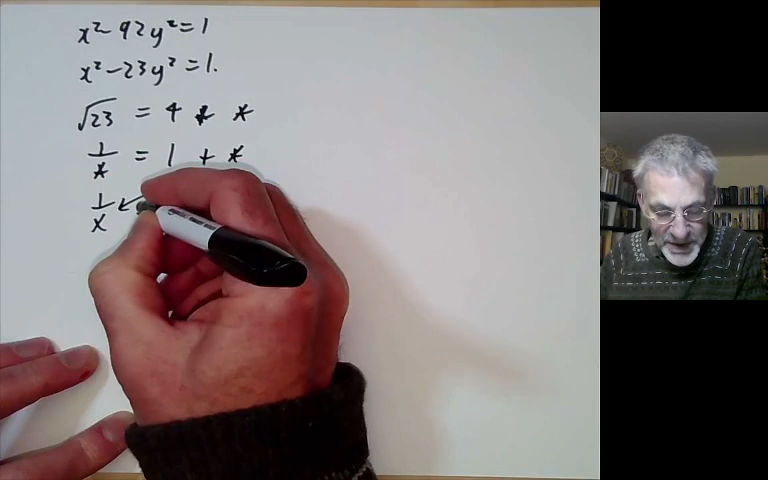 x² - 92y² = 1
x² - 23y² = 1.
√23 = 4 * *
1/* = 1 + *
1/x